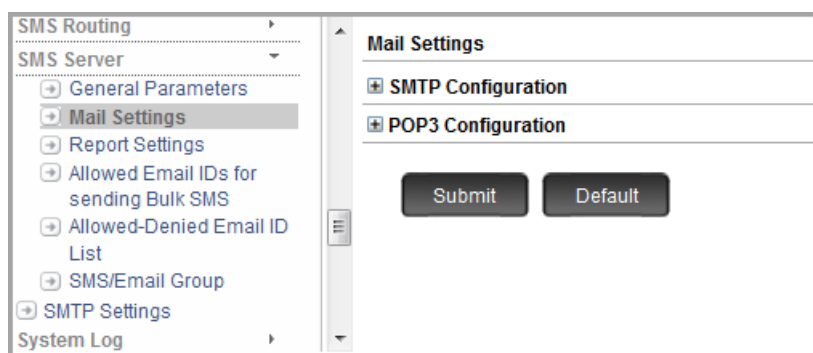 SMS Routing
SMS Server
General Parameters
Mail Settings
Report Settings
Allowed Email IDs for
sending Bulk SMS
Allowed-Denied Email ID
List
SMS/Email Group
SMTP Settings
System Log
Mail Settings
SMTP Configuration
POP3 Configuration
Submit Default